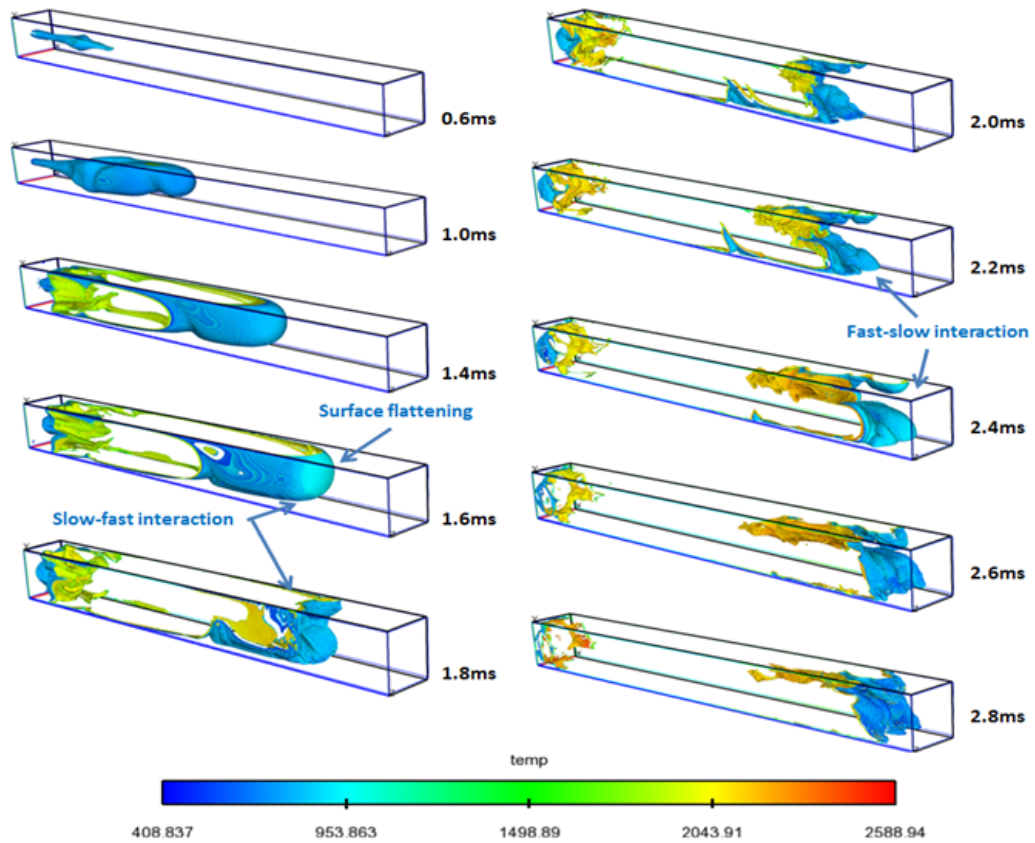 0.6ms
1.0ms
1.4ms
Surface flattening
1.6ms
Slow-fast interaction
1.8ms
2.0ms
2.2ms
Fast-slow interaction
2.4ms
2.6ms
2.8ms
temp
408.837 953.863 1498.89 2043.91 2588.94